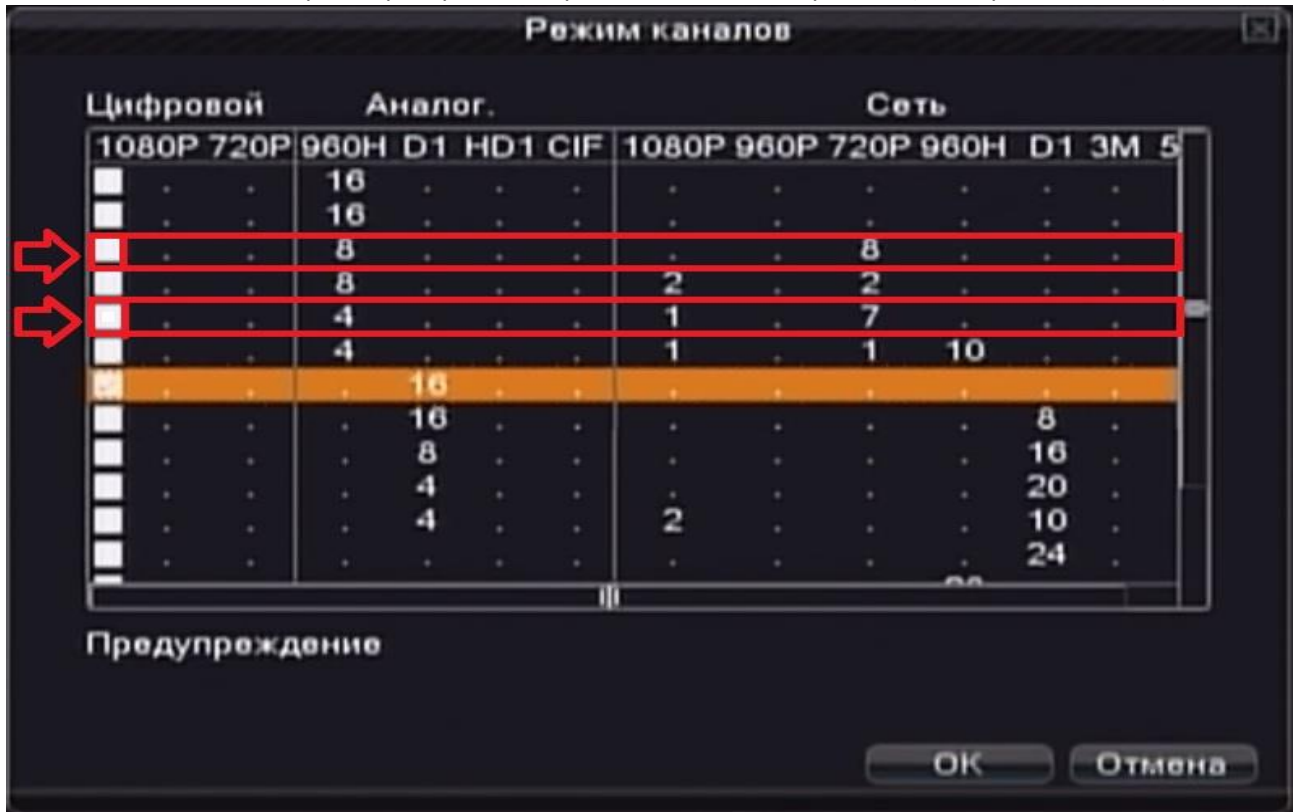 Режим каналов
Цифровой Аналог. Сеть
1080P 720P 960H D1 HD1 CIF 1080P 960P 720P 960H D1 3M 5
. . 16 . . . . . . . . .
. . 16 . . . . . . . . .
. . 8 . . . . . 8 . . .
. . 8 . . . 2 . 2 . . .
. . 4 . . . 1 . 7 . . .
. . 4 . . . 1 . 1 10 . .
. . . 16 . . . . . . . .
. . . 16 . . . . . . 8 .
. . . 8 . . . . . . 16 .
. . . 4 . . . . . . 20 .
. . . 4 . . 2 . . . 10 .
. . . . . . . . . . 24 .
Предупреждение
OK Отмена